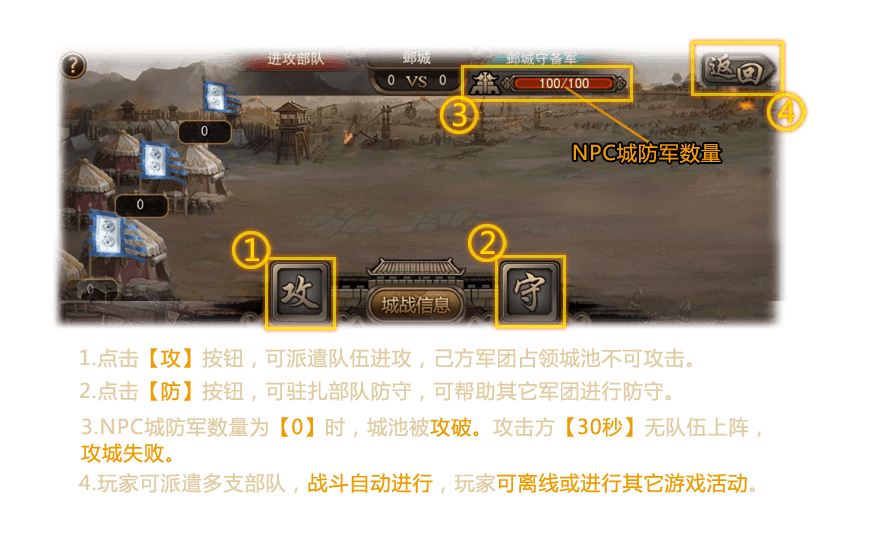 ?
进攻部队 邺城 邺城守备军
0 VS 0
100/100
返回
③
④
NPC城防军数量
0
0
0
①
②
攻
守
城战信息
1.点击【攻】按钮，可派遣队伍进攻，己方军团占领城池不可攻击。
2.点击【防】按钮，可驻扎部队防守，可帮助其它军团进行防守。
3.NPC城防军数量为【0】时，城池被攻破。攻击方【30秒】无队伍上阵，
攻城失败。
4.玩家可派遣多支部队，战斗自动进行，玩家可离线或进行其它游戏活动。